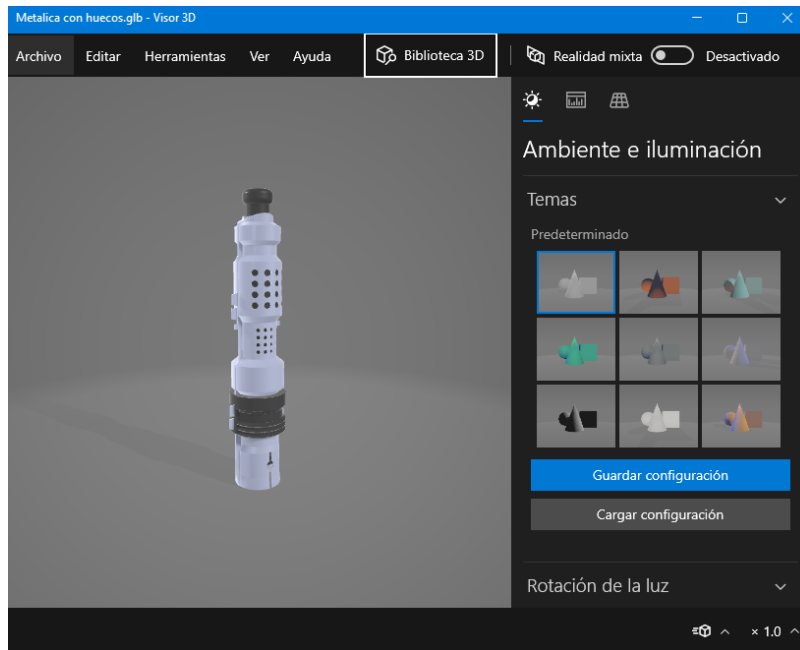 Metalica con huecos.glb - Visor 3D
Archivo Editar Herramientas Ver Ayuda Biblioteca 3D Realidad mixta Desactivado
Ambiente e iluminación
Temas
Predeterminado
Guardar configuración
Cargar configuración
Rotación de la luz
× 1.0